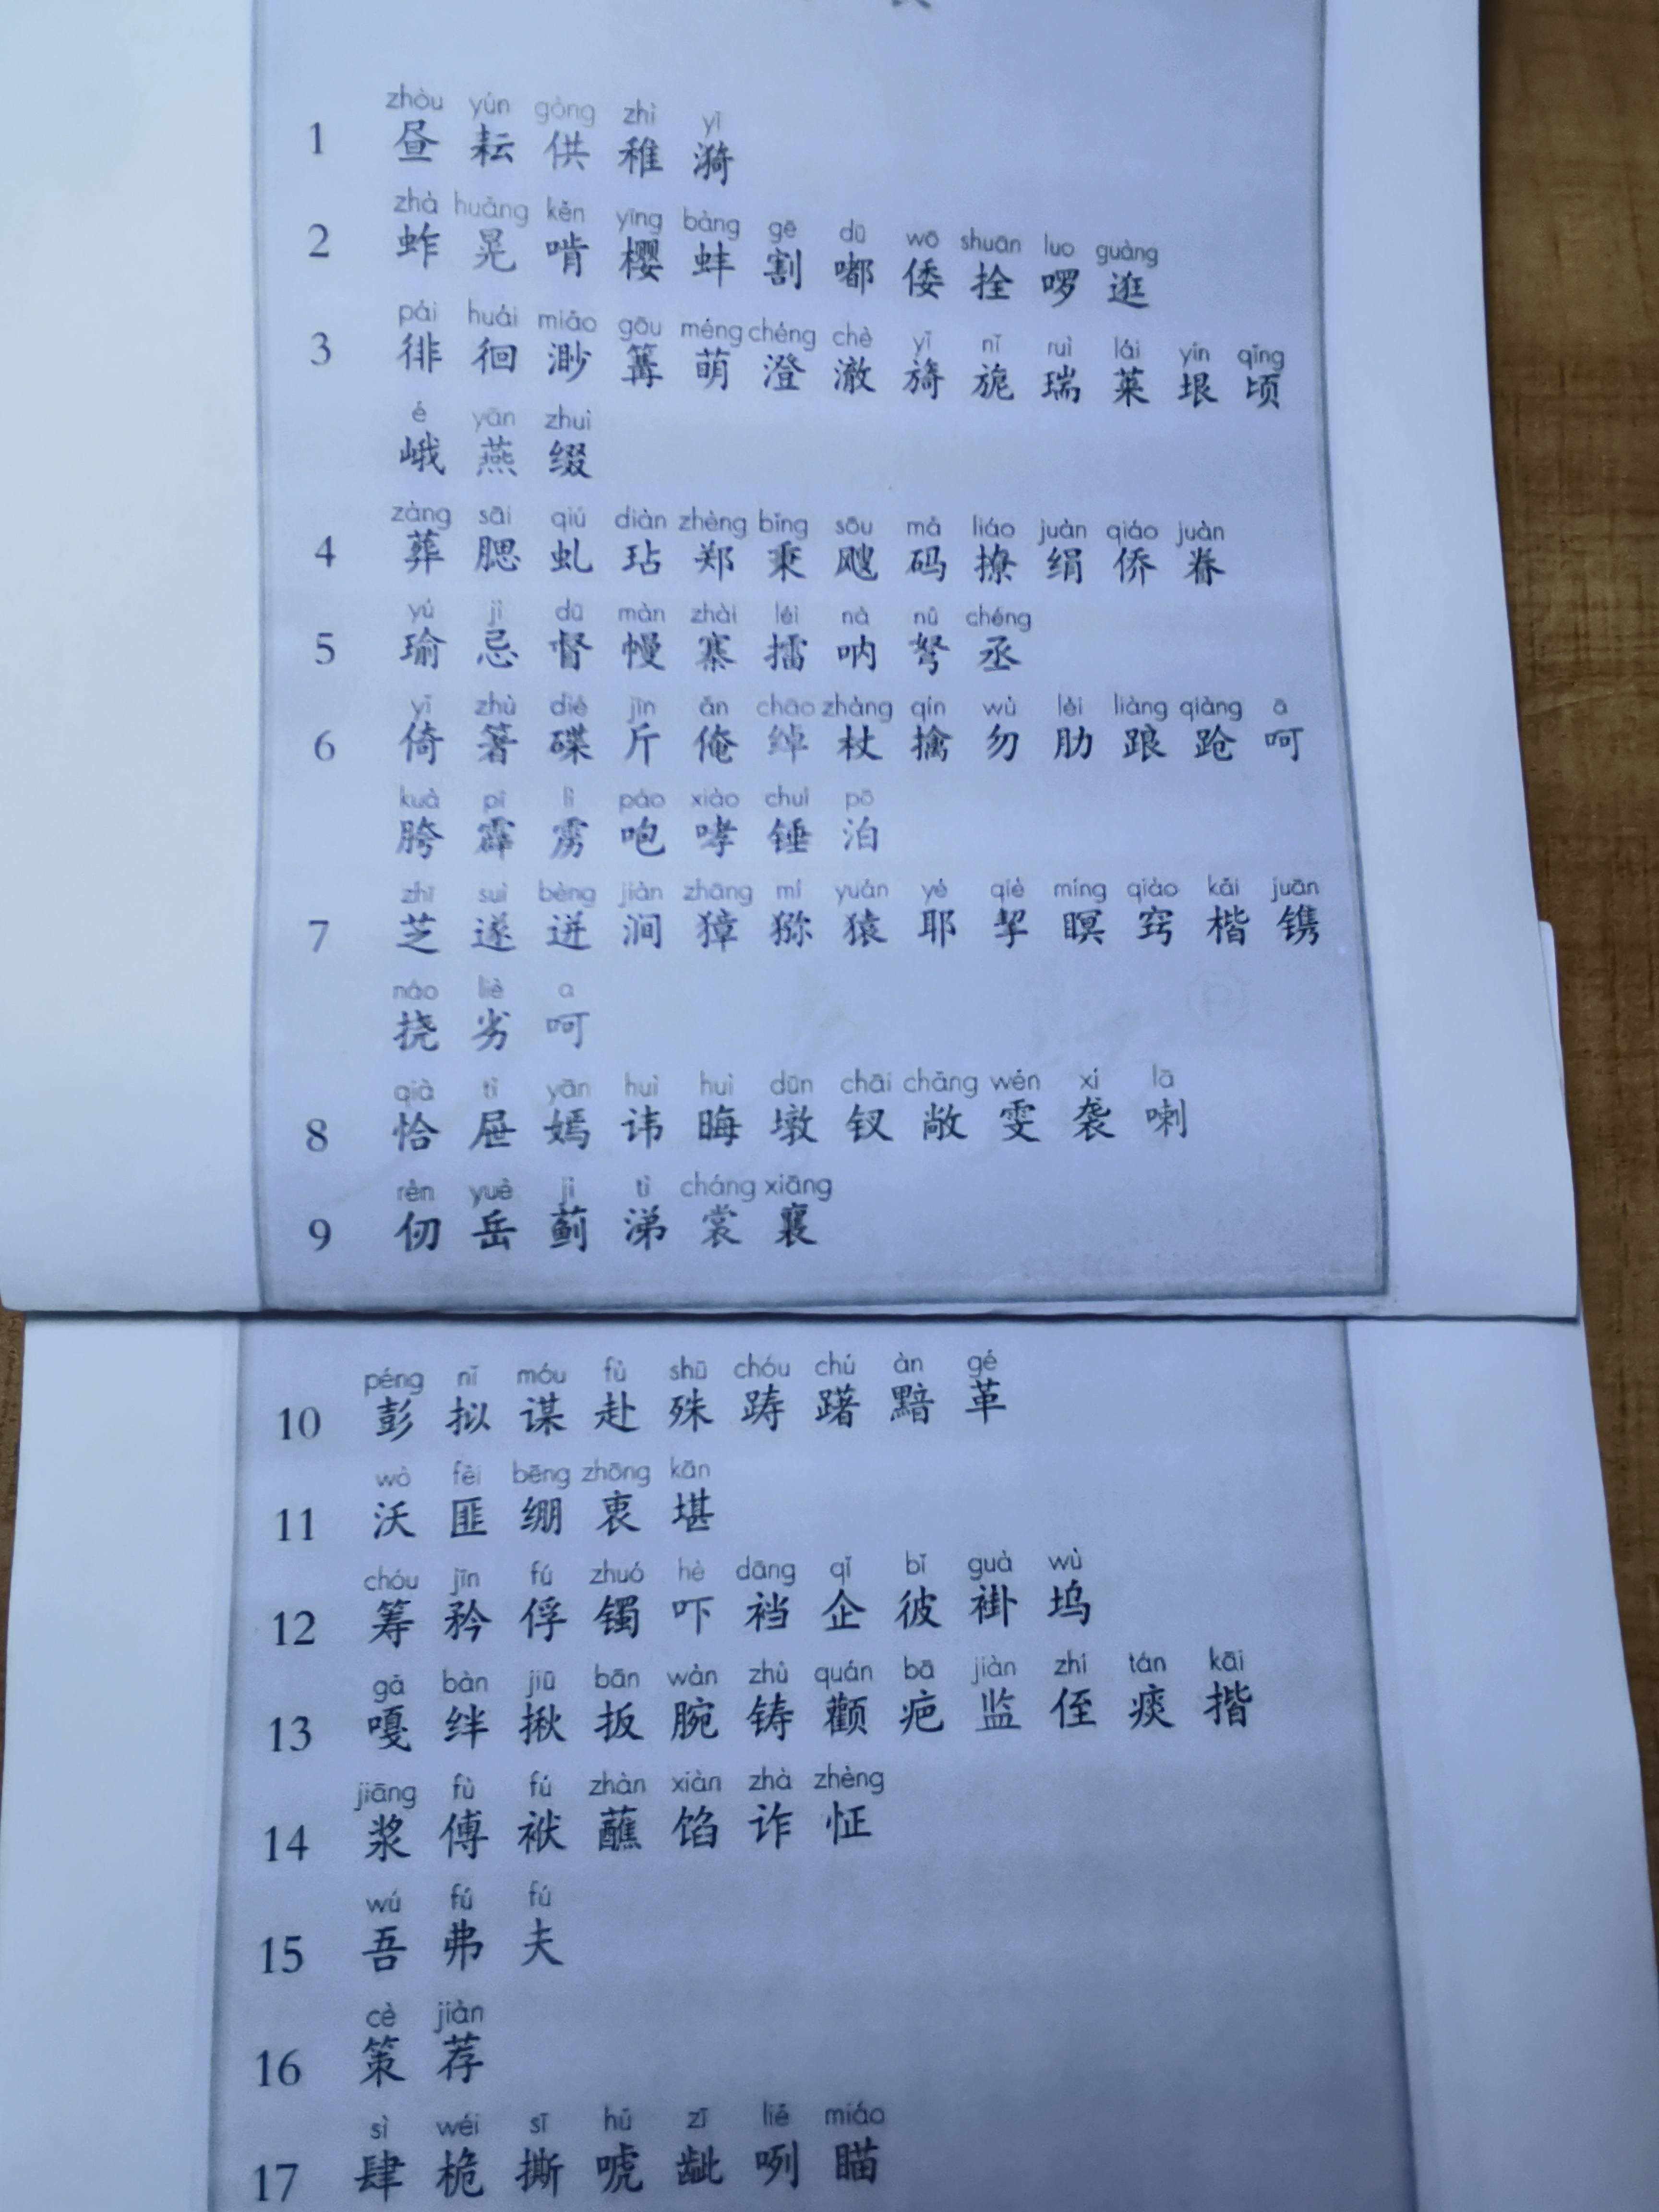 zhòu yún gòng zhì yī
1 昼 耘 供 稚 漪
zhà huǎng kěn yīng bàng gē dū wō shuān luo guàng
2 蚱 晃 啃 樱 蚌 割 嘟 倭 拴 啰 逛
pái huái miǎo gōu méng chéng chè yǐ nǐ ruì lái yín qǐng
3 徘 徊 渺 篝 萌 澄 澈 旖 旎 瑞 莱 垠 顷
é yān zhuì
峨 燕 缀
zàng sāi qiú diàn zhèng bǐng sōu mǎ liáo juàn qiáo juàn
4 葬 腮 虬 玷 郑 秉 飕 码 撩 绢 侨 眷
yú jì dū màn zhài léi nà nǔ chéng
5 瑜 忌 督 幔 寨 擂 呐 弩 丞
yǐ zhù dié jīn ǎn chāo zhàng qín wù lèi liàng qiàng ā
6 倚 箸 碟 斤 俺 绰 杖 擒 勿 肋 踉 跄 呵
kuà pī lì páo xiào chuí pō
胯 霹 雳 咆 哮 锤 泊
zhī suì bèng jiàn zhāng mí yuán yé qiè míng qiào kǎi juān
7 芝 遂 迸 涧 獐 猕 猿 耶 挈 瞑 窍 楷 镌
náo liè a
挠 劣 呵
qià tì yān huì huì dūn chāi chǎng wén xí lǎ
8 恰 屉 嫣 讳 晦 墩 钗 敞 雯 袭 喇
rèn yuè jì tì cháng xiāng
9 仞 岳 蓟 涕 裳 襄
péng nǐ móu fù shū chóu chú àn gé
10 彭 拟 谋 赴 殊 踌 躇 黯 革
wò fěi bēng zhōng kān
11 沃 匪 绷 衷 堪
chóu jīn fú zhuó hè dāng qǐ bǐ guà wù
12 筹 矜 俘 镯 吓 裆 企 彼 褂 坞
gā bàn jiū bān wàn zhù quán bā jiàn zhí tán kāi
13 嘎 绊 揪 扳 腕 铸 颧 疤 监 侄 痰 揩
jiāng fù fú zhàn xiàn zhà zhèng
14 浆 傅 袱 蘸 馅 诈 怔
wú fú fú
15 吾 弗 夫
cè jiàn
16 策 荐
sì wéi sī hǔ zī liě miáo
17 肆 桅 撕 唬 龇 咧 瞄